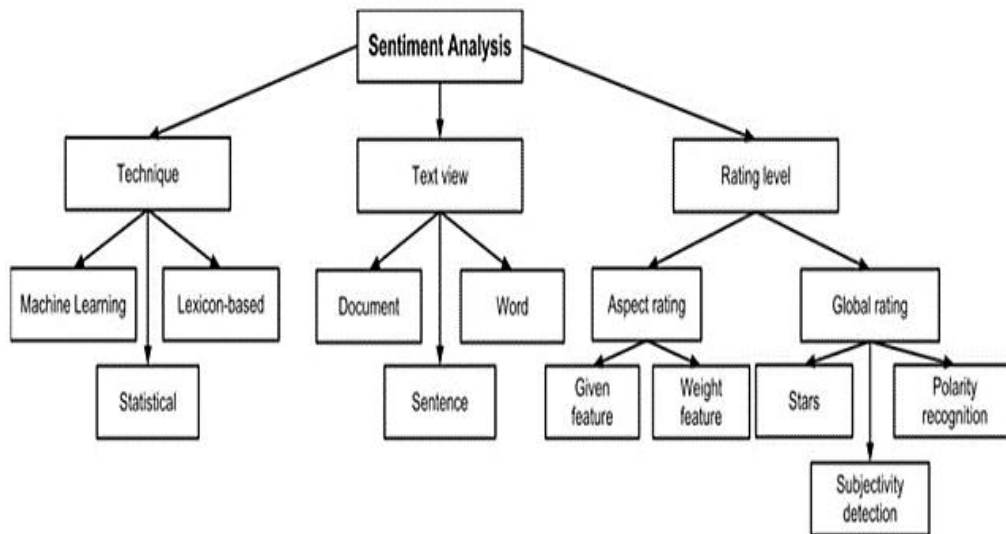 Sentiment Analysis
Technique
Text view
Rating level
Machine Learning
Lexicon-based
Document
Word
Aspect rating
Global rating
Statistical
Sentence
Given
feature
Weight
feature
Stars
Polarity
recognition
Subjectivity
detection